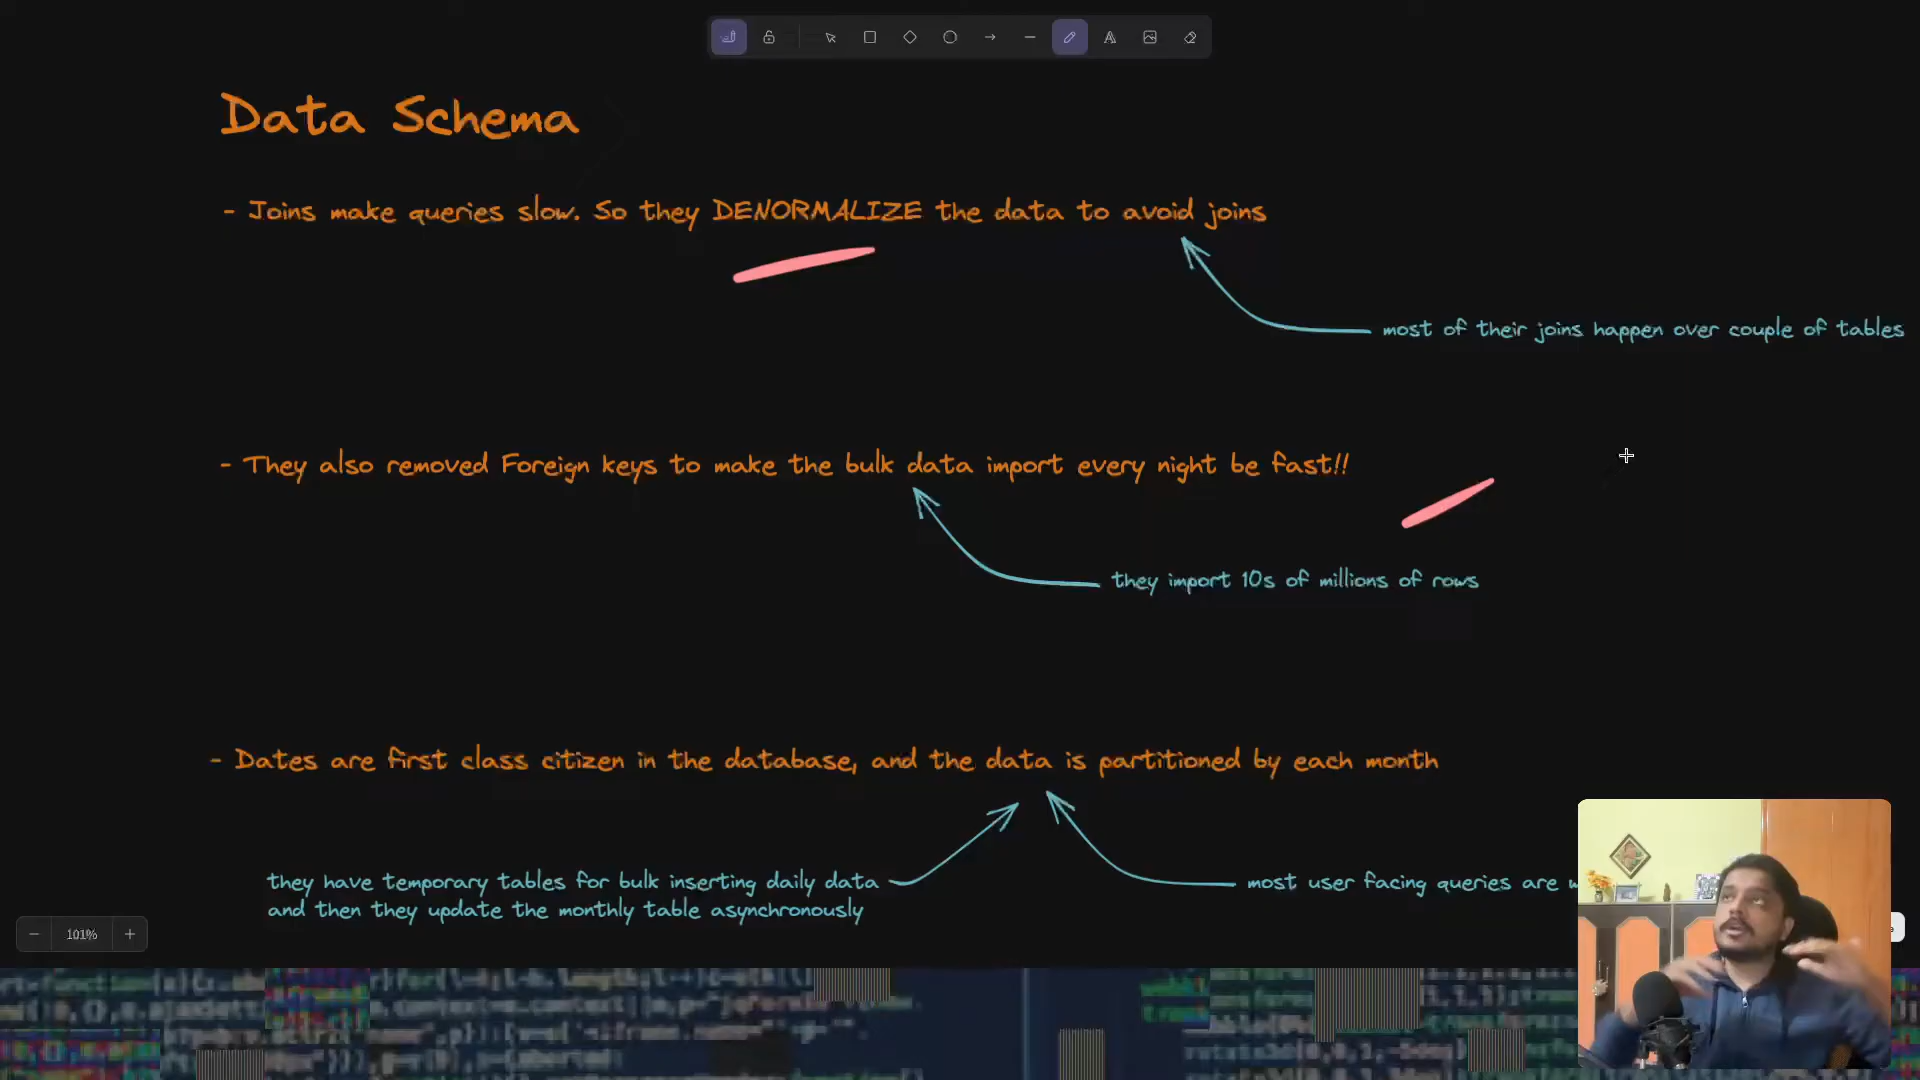 Data Schema
- Joins make queries slow. So they DENORMALIZE the data to avoid joins
most of their joins happen over couple of tables
- They also removed Foreign keys to make the bulk data import every night be fast!!
they import 10s of millions of rows
- Dates are first class citizen in the database, and the data is partitioned by each month
they have temporary tables for bulk inserting daily data
and then they update the monthly table asynchronously
most user facing queries are
101%